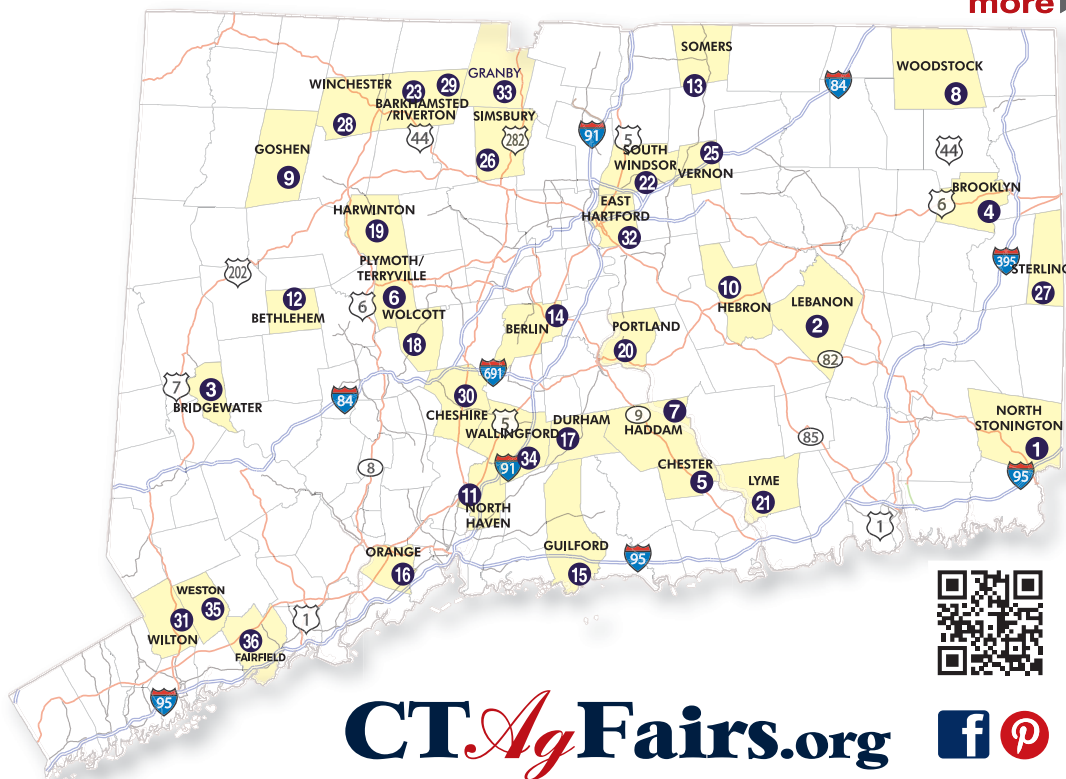 more
SOMERS
13
84
WOODSTOCK
8
WINCHESTER
23
29
GRANBY
33
BARKHAMSTED
/RIVERTON
SIMSBURY
28
44
282
91
5
SOUTH
WINDSOR
22
25
VERNON
44
GOSHEN
9
26
BROOKLYN
6
4
EAST
HARTFORD
32
HARWINTON
19
202
PLYMOTH/
TERRYVILLE
6
6
395
STERLING
27
12
BETHLEHEM
WOLCOTT
18
10
HEBRON
LEBANON
2
BERLIN
14
PORTLAND
20
82
7
3
BRIDGEWATER
84
691
30
CHESHIRE
5
WALLINGFORD
34
DURHAM
17
9
7
HADDAM
85
NORTH
STONINGTON
1
95
8
91
CHESTER
5
LYME
21
11
NORTH
HAVEN
1
ORANGE
16
GUILFORD
15
95
WESTON
35
31
WILTON
1
36
FAIRFIELD
95
CTAgFairs.org